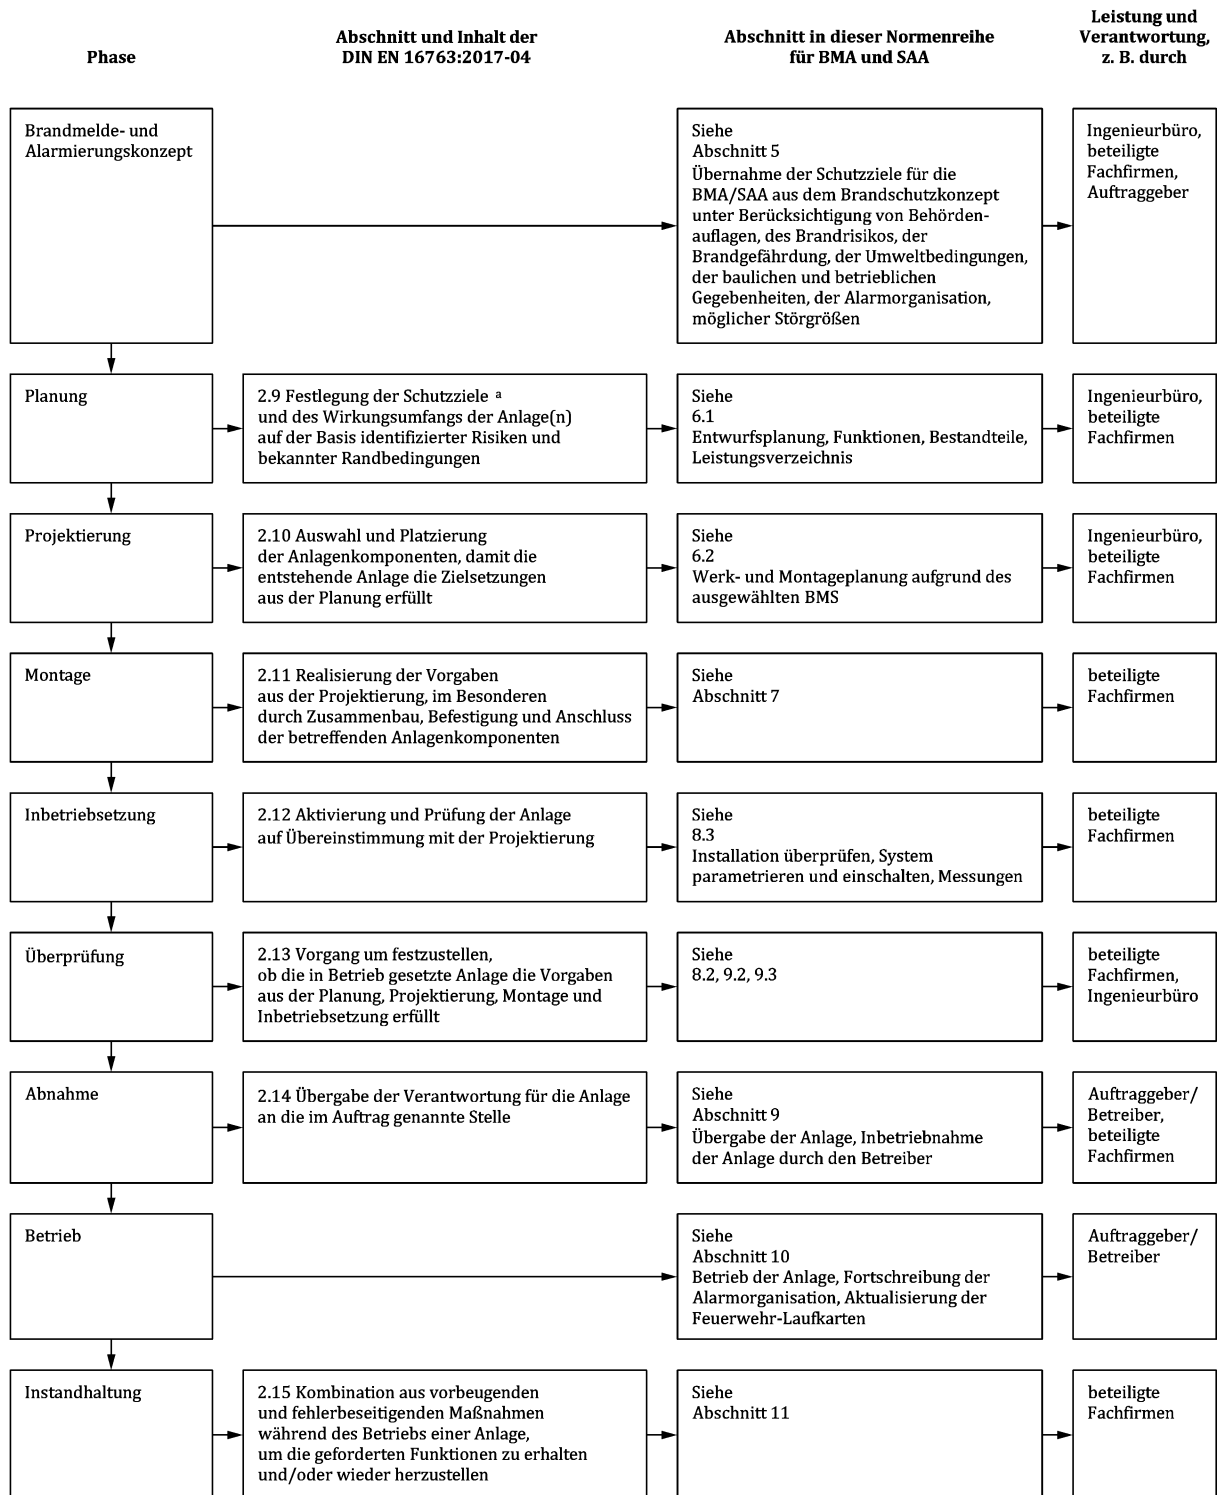 Phase
Abschnitt und Inhalt der
DIN EN 16763:2017-04
Abschnitt in dieser Normenreihe
für BMA und SAA
Leistung und
Verantwortung,
z. B. durch
Brandmelde- und
Alarmierungskonzept
Siehe
Abschnitt 5
Übernahme der Schutzziele für die
BMA/SAA aus dem Brandschutzkonzept
unter Berücksichtigung von Behörden-
auflagen, des Brandrisikos, der
Brandgefährdung, der Umweltbedingungen,
der baulichen und betrieblichen
Gegebenheiten, der Alarmorganisation,
möglicher Störgrößen
Ingenieurbüro,
beteiligte
Fachfirmen,
Auftraggeber
Planung
2.9 Festlegung der Schutzziele a
und des Wirkungsumfangs der Anlage(n)
auf der Basis identifizierter Risiken und
bekannter Randbedingungen
Siehe
6.1
Entwurfsplanung, Funktionen, Bestandteile,
Leistungsverzeichnis
Ingenieurbüro,
beteiligte
Fachfirmen
Projektierung
2.10 Auswahl und Platzierung
der Anlagenkomponenten, damit die
entstehende Anlage die Zielsetzungen
aus der Planung erfüllt
Siehe
6.2
Werk- und Montageplanung aufgrund des
ausgewählten BMS
Ingenieurbüro,
beteiligte
Fachfirmen
Montage
2.11 Realisierung der Vorgaben
aus der Projektierung, im Besonderen
durch Zusammenbau, Befestigung und Anschluss
der betreffenden Anlagenkomponenten
Siehe
Abschnitt 7
beteiligte
Fachfirmen
Inbetriebsetzung
2.12 Aktivierung und Prüfung der Anlage
auf Übereinstimmung mit der Projektierung
Siehe
8.3
Installation überprüfen, System
parametrieren und einschalten, Messungen
beteiligte
Fachfirmen
Überprüfung
2.13 Vorgang um festzustellen,
ob die in Betrieb gesetzte Anlage die Vorgaben
aus der Planung, Projektierung, Montage und
Inbetriebsetzung erfüllt
Siehe
8.2, 9.2, 9.3
beteiligte
Fachfirmen,
Ingenieurbüro
Abnahme
2.14 Übergabe der Verantwortung für die Anlage
an die im Auftrag genannte Stelle
Siehe
Abschnitt 9
Übergabe der Anlage, Inbetriebnahme
der Anlage durch den Betreiber
Auftraggeber/
Betreiber,
beteiligte
Fachfirmen
Betrieb
Siehe
Abschnitt 10
Betrieb der Anlage, Fortschreibung der
Alarmorganisation, Aktualisierung der
Feuerwehr-Laufkarten
Auftraggeber/
Betreiber
Instandhaltung
2.15 Kombination aus vorbeugenden
und fehlerbeseitigenden Maßnahmen
während des Betriebs einer Anlage,
um die geforderten Funktionen zu erhalten
und/oder wieder herzustellen
Siehe
Abschnitt 11
beteiligte
Fachfirmen